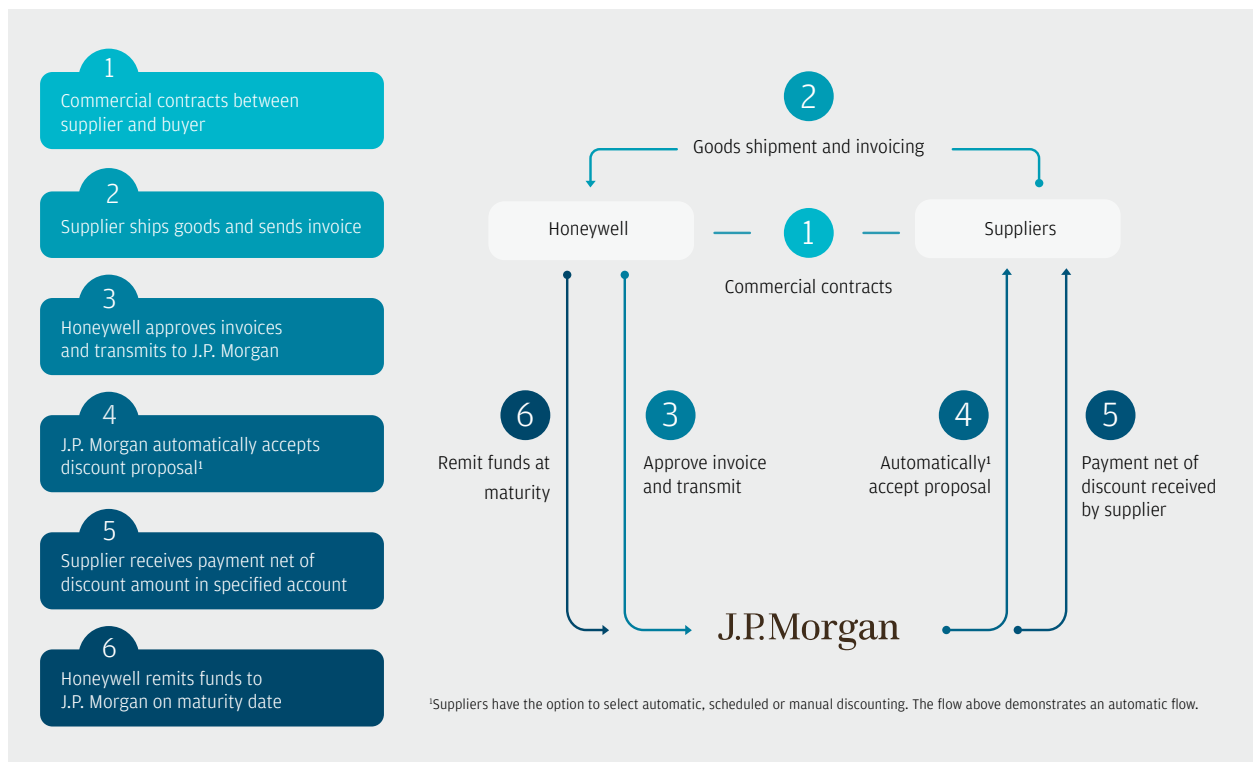 1
Commercial contracts between
supplier and buyer
2
Supplier ships goods and sends invoice
3
Honeywell approves invoices
and transmits to J.P. Morgan
4
J.P. Morgan automatically accepts
discount proposal¹
5
Supplier receives payment net of
discount amount in specified account
6
Honeywell remits funds to
J.P. Morgan on maturity date
2
Goods shipment and invoicing
Honeywell
1
Suppliers
Commercial contracts
6
Remit funds at
maturity
3
Approve invoice
and transmit
4
Automatically¹
accept proposal
5
Payment net of
discount received
by supplier
J.P.Morgan
¹Suppliers have the option to select automatic, scheduled or manual discounting. The flow above demonstrates an automatic flow.